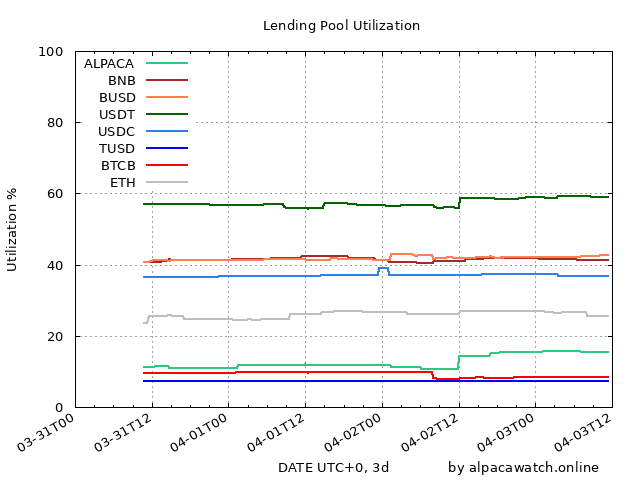 Lending Pool Utilization
100
80
60
40
20
0
Utilization %
ALPACA
BNB
BUSD
USDT
USDC
TUSD
BTCB
ETH
03-31T00
03-31T12
04-01T00
04-01T12
04-02T00
04-02T12
04-03T00
04-03T12
DATE UTC+0, 3d
by alpacawatch.online